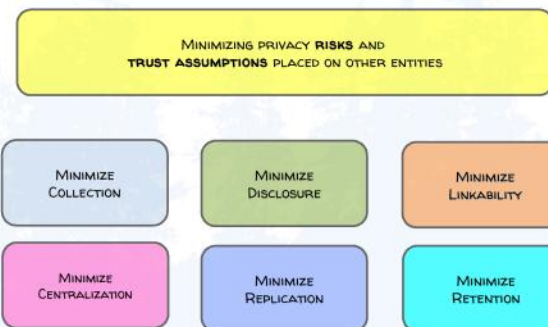 Minimizing privacy risks and
trust assumptions placed on other entities
Minimize
Collection
Minimize
Disclosure
Minimize
Linkability
Minimize
Centralization
Minimize
Replication
Minimize
Retention